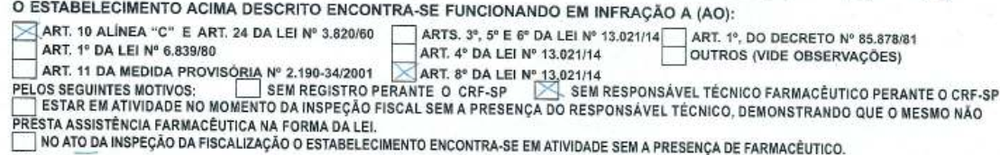 O ESTABELECIMENTO ACIMA DESCRITO ENCONTRA-SE FUNCIONANDO EM INFRAÇÃO A (AO):
ART. 10 ALÍNEA "C" E ART. 24 DA LEI Nº 3.820/60 ARTS. 3º, 5º E 6º DA LEI Nº 13.021/14 ART. 1º, DO DECRETO Nº 85.878/81
ART. 1º DA LEI Nº 6.839/80 ART. 4º DA LEI Nº 13.021/14 OUTROS (VIDE OBSERVAÇÕES)
ART. 11 DA MEDIDA PROVISÓRIA Nº 2.190-34/2001 ART. 8º DA LEI Nº 13.021/14
PELOS SEGUINTES MOTIVOS: SEM REGISTRO PERANTE O CRF-SP SEM RESPONSÁVEL TÉCNICO FARMACÊUTICO PERANTE O CRF-SP
ESTAR EM ATIVIDADE NO MOMENTO DA INSPEÇÃO FISCAL SEM A PRESENÇA DO RESPONSÁVEL TÉCNICO, DEMONSTRANDO QUE O MESMO NÃO
PRESTA ASSISTÊNCIA FARMACÊUTICA NA FORMA DA LEI.
NO ATO DA INSPEÇÃO DA FISCALIZAÇÃO O ESTABELECIMENTO ENCONTRA-SE EM ATIVIDADE SEM A PRESENÇA DE FARMACÊUTICO.